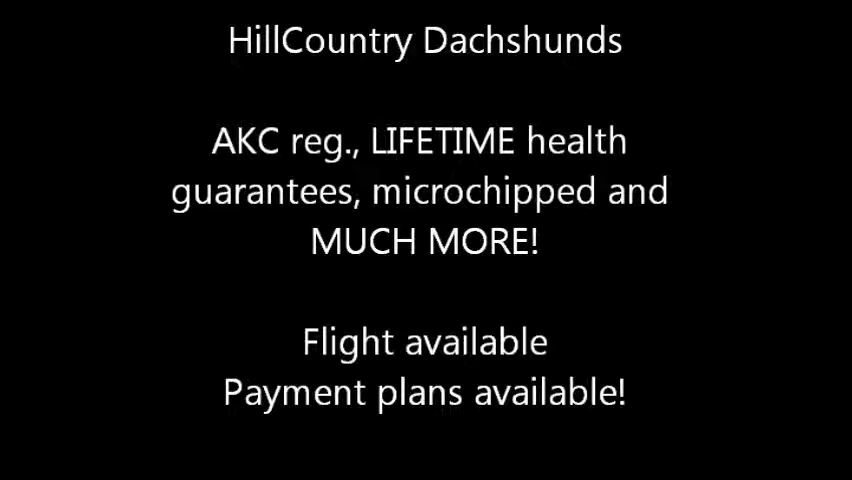 HillCountry Dachshunds
AKC reg., LIFETIME health
guarantees, microchipped and
MUCH MORE!
Flight available
Payment plans available!